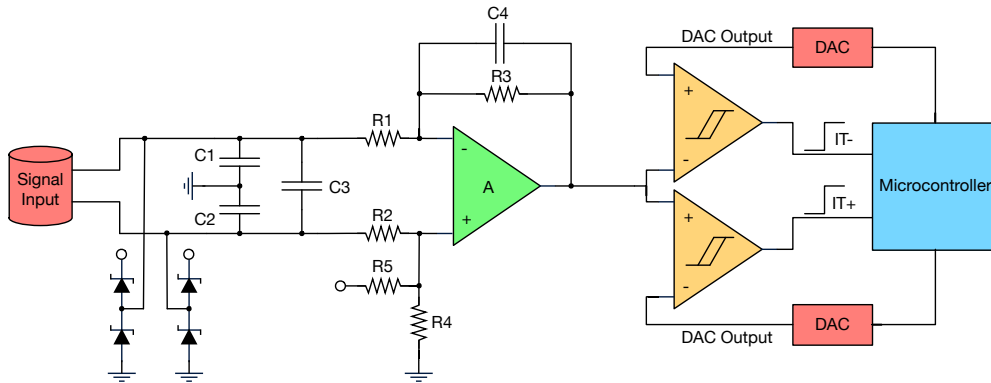 C4
DAC Output
DAC
R3
+
R1
IT-
-
C1
-
Signal
Input
C3
A
Microcontroller
C2
R2
+
+
IT+
R5
-
R4
DAC Output
DAC